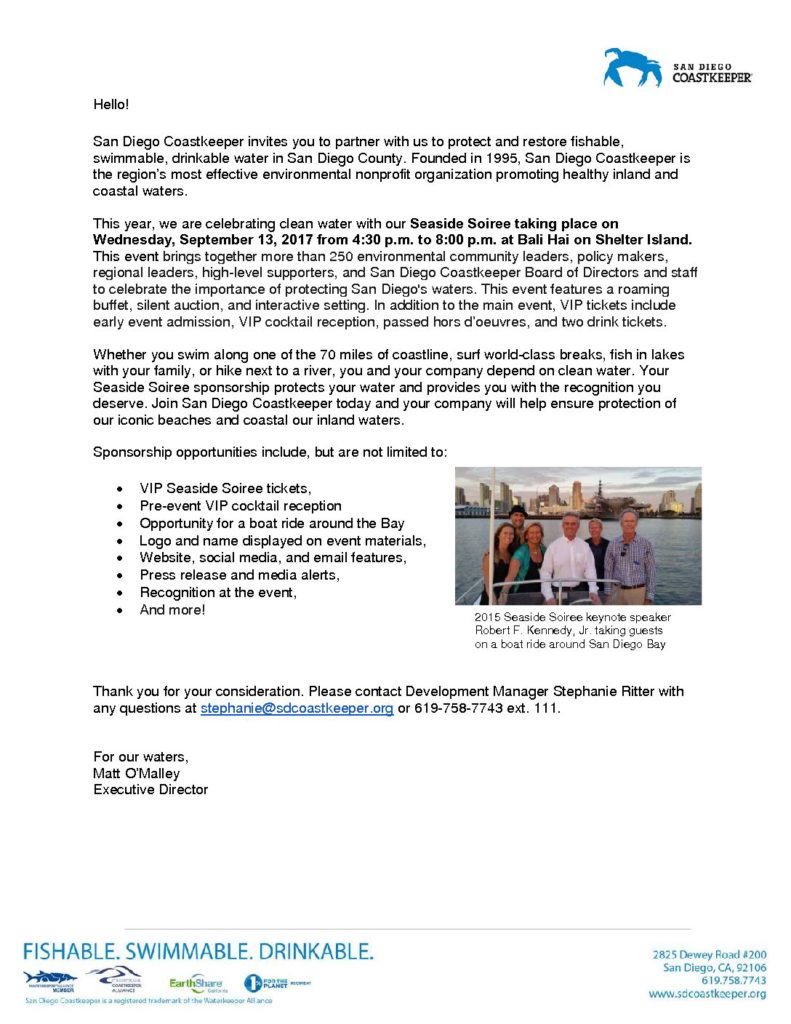 SAN DIEGO
COASTKEEPER
Hello!
San Diego Coastkeeper invites you to partner with us to protect and restore fishable,
swimmable, drinkable water in San Diego County. Founded in 1995, San Diego Coastkeeper is
the region's most effective environmental nonprofit organization promoting healthy inland and
coastal waters.
This year, we are celebrating clean water with our Seaside Soiree taking place on
Wednesday, September 13, 2017 from 4:30 p.m. to 8:00 p.m. at Bali Hai on Shelter Island.
This event brings together more than 250 environmental community leaders, policy makers,
regional leaders, high-level supporters, and San Diego Coastkeeper Board of Directors and staff
to celebrate the importance of protecting San Diego's waters. This event features a roaming
buffet, silent auction, and interactive setting. In addition to the main event, VIP tickets include
early event admission, VIP cocktail reception, passed hors d'oeuvres, and two drink tickets.
Whether you swim along one of the 70 miles of coastline, surf world-class breaks, fish in lakes
with your family, or hike next to a river, you and your company depend on clean water. Your
Seaside Soiree sponsorship protects your water and provides you with the recognition you
deserve. Join San Diego Coastkeeper today and your company will help ensure protection of
our iconic beaches and coastal our inland waters.
Sponsorship opportunities include, but are not limited to:
• VIP Seaside Soiree tickets,
• Pre-event VIP cocktail reception
• Opportunity for a boat ride around the Bay
• Logo and name displayed on event materials,
• Website, social media, and email features,
• Press release and media alerts,
• Recognition at the event,
• And more!
2015 Seaside Soiree keynote speaker
Robert F. Kennedy, Jr. taking guests
on a boat ride around San Diego Bay
Thank you for your consideration. Please contact Development Manager Stephanie Ritter with
any questions at stephanie@sdcoastkeeper.org or 619-758-7743 ext. 111.
For our waters,
Matt O'Malley
Executive Director
FISHABLE. SWIMMABLE. DRINKABLE.
WATERKEEPER ALLIANCE
MEMBER
COASTKEEPER
ALLIANCE
EarthShare
California
1% FOR THE
PLANET
San Diego Coastkeeper is a registered trademark of the Waterkeeper Alliance
2825 Dewey Road #200
San Diego, CA, 92106
619.758.7743
www.sdcoastkeeper.org